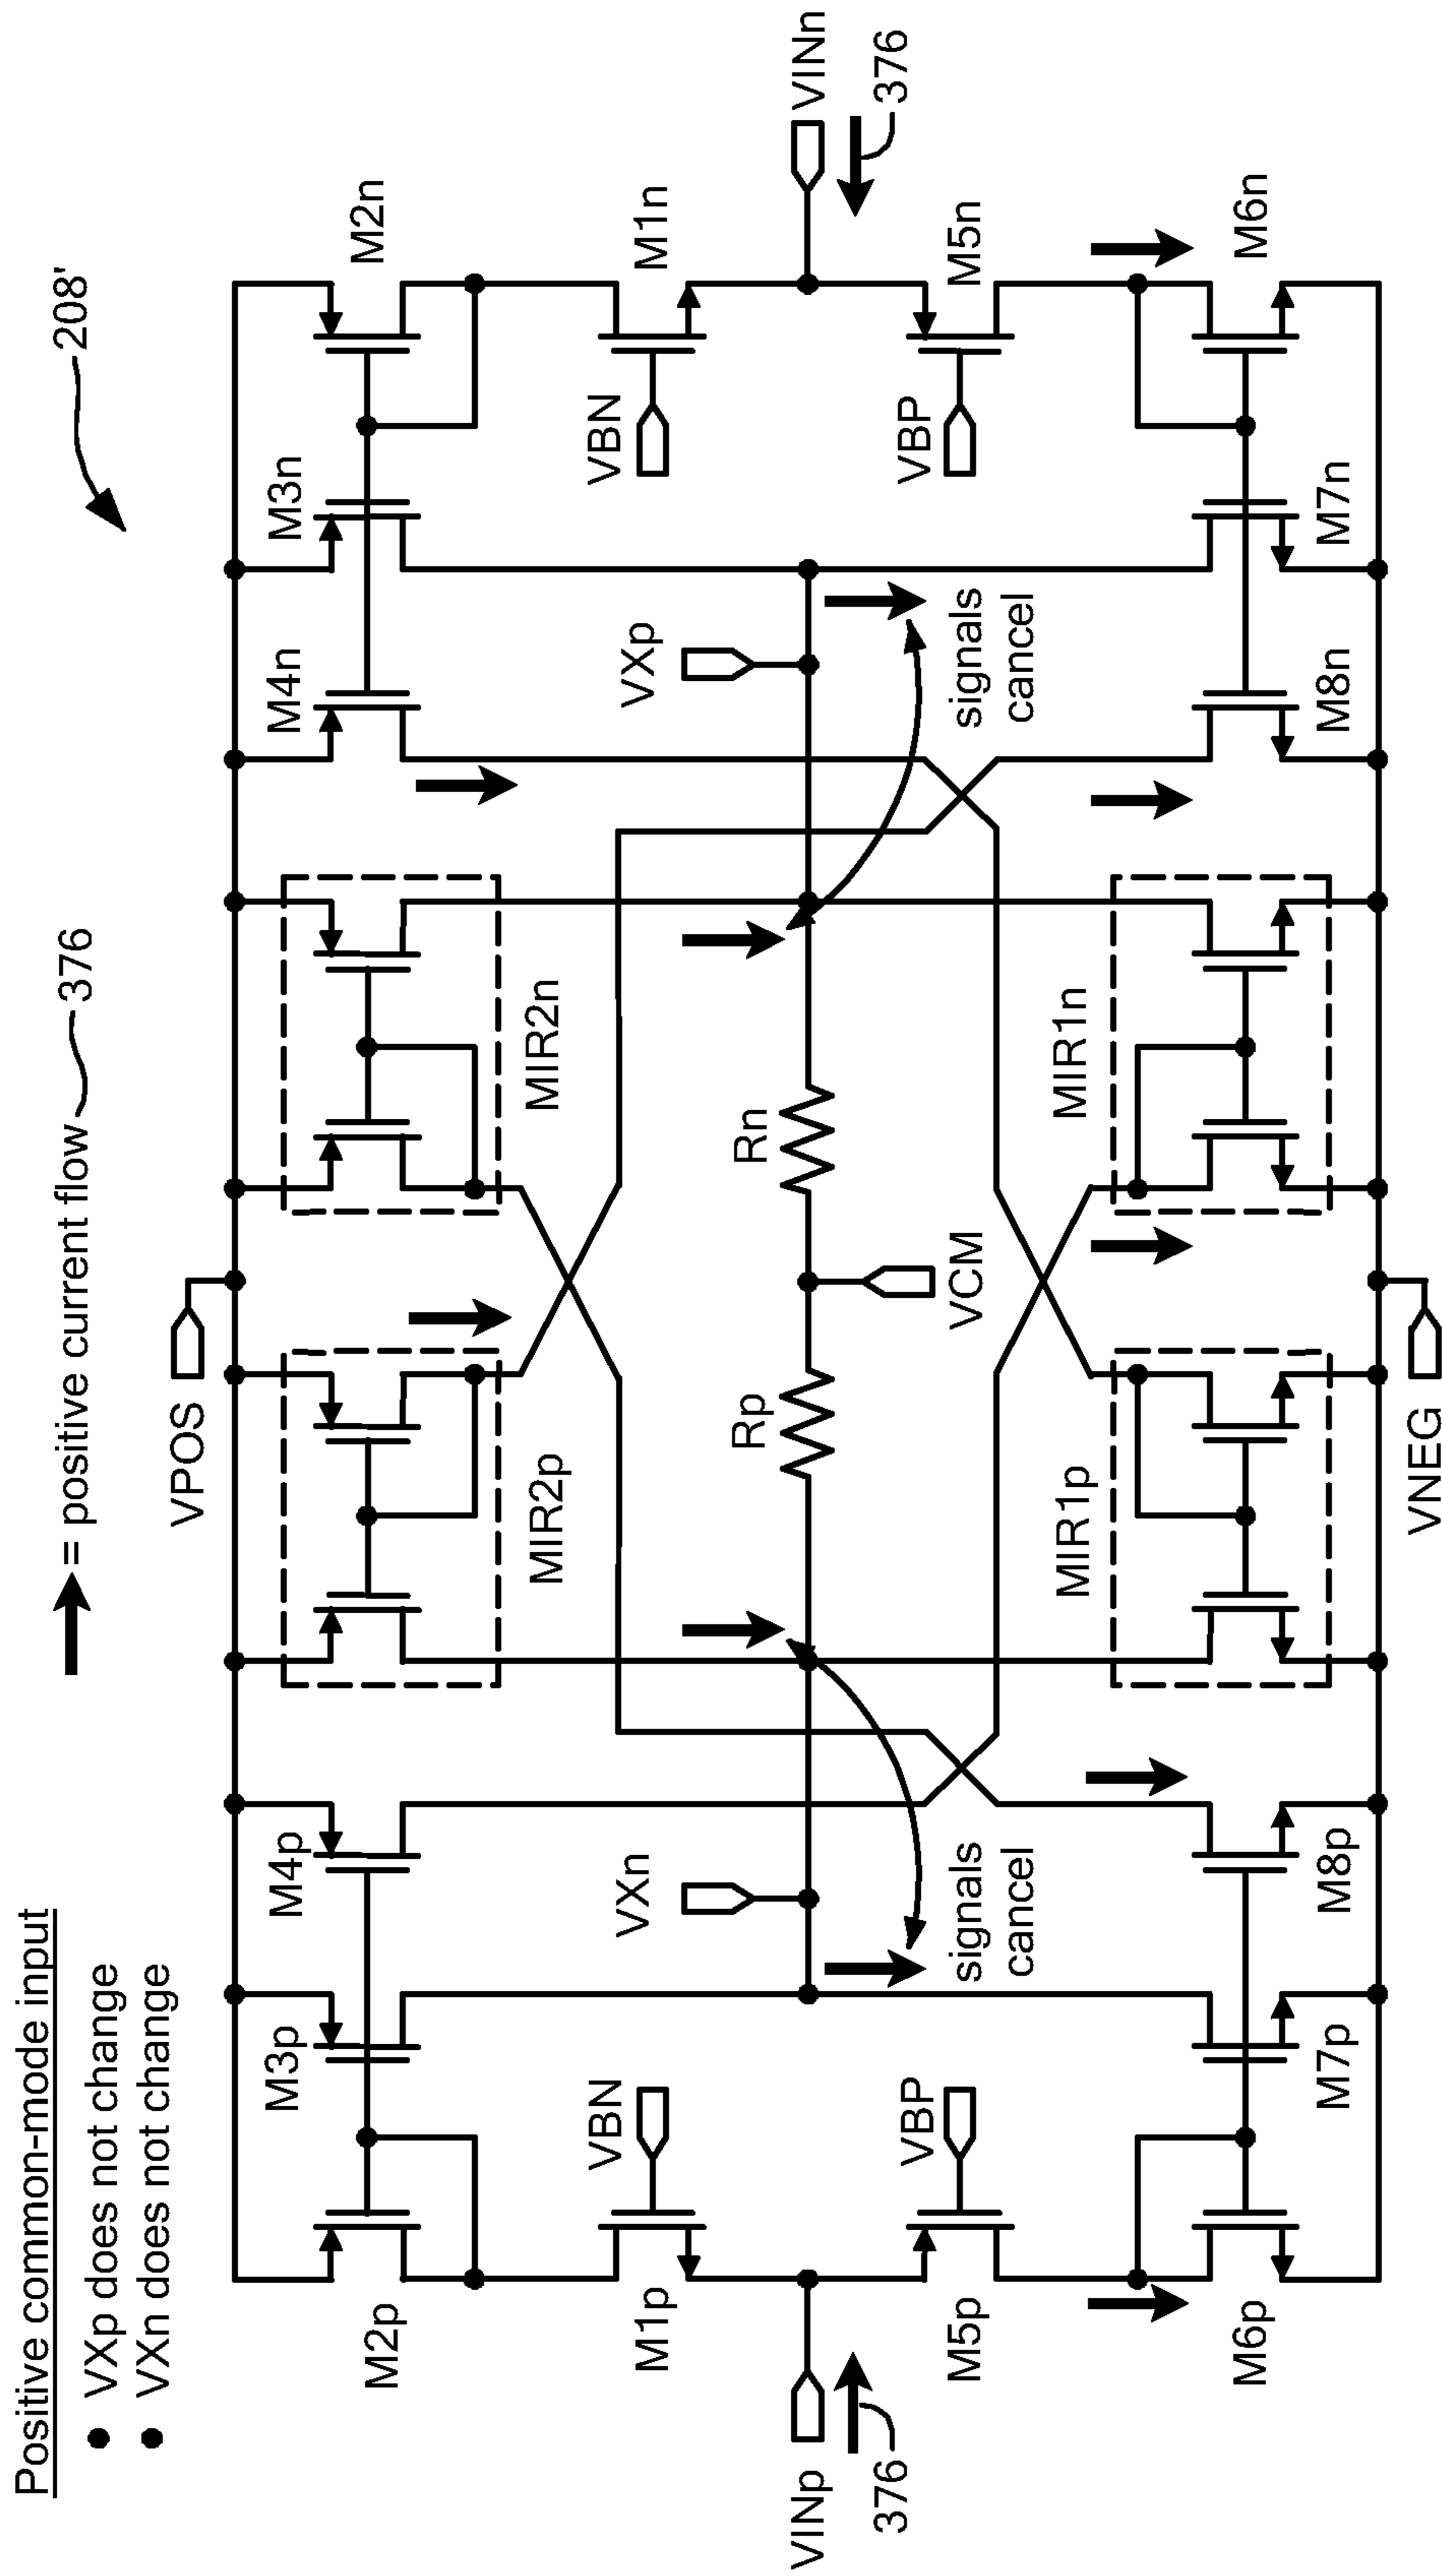 Positive common-mode input
• VXp does not change
• VXn does not change
= positive current flow 376
208'
VPOS
M2p
M3p
M4p
MIR2p
MIR2n
M4n
M3n
M2n
M1p
VBN
VBN
M1n
VXn
Rp
Rn
VXp
VINp
VINn
376
376
VCM
M5p
VBP
signals
cancel
signals
cancel
VBP
M5n
MIR1p
MIR1n
M6p
M7p
M8p
M8n
M7n
M6n
VNEG